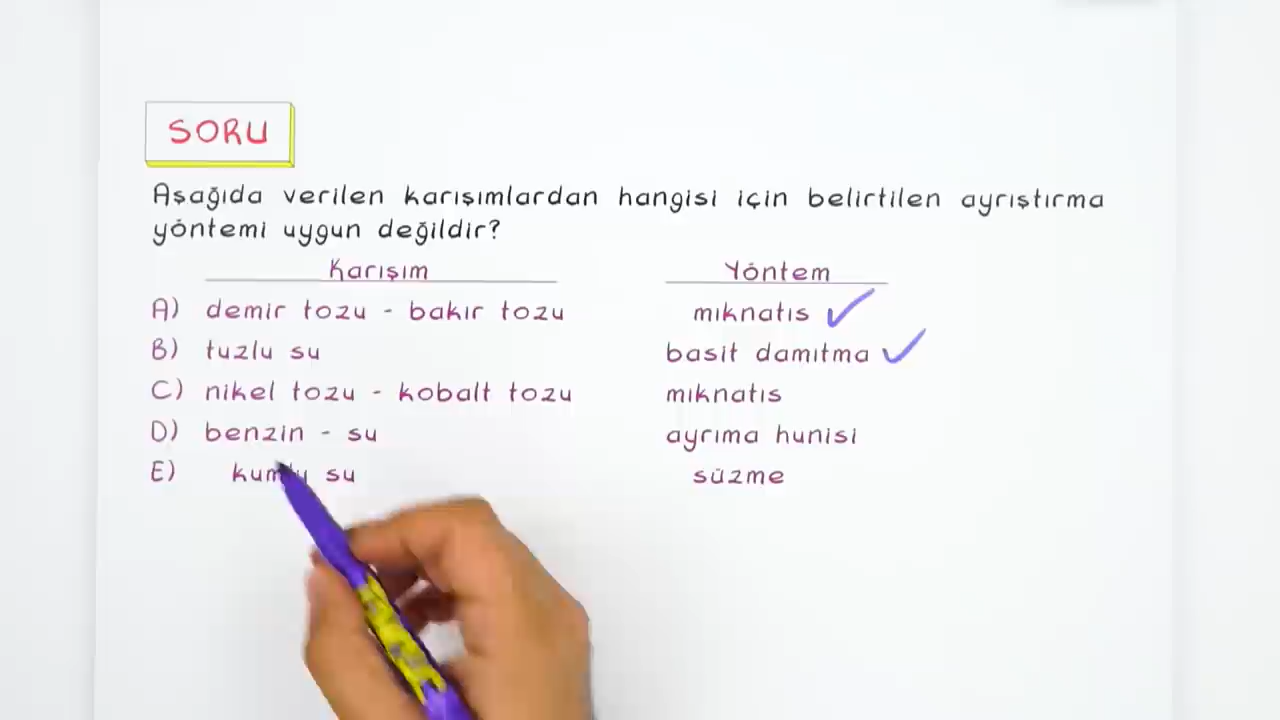 SORU
Aşağıda verilen karışımlardan hangisi için belirtilen ayrıştırma
yöntemi uygun değildir?
Karışım Yöntem
A) demir tozu - bakır tozu mıknatıs
B) tuzlu su basit damıtma
C) nikel tozu - kobalt tozu mıknatıs
D) benzin - su ayrıma hunisi
E) kumlu su süzme